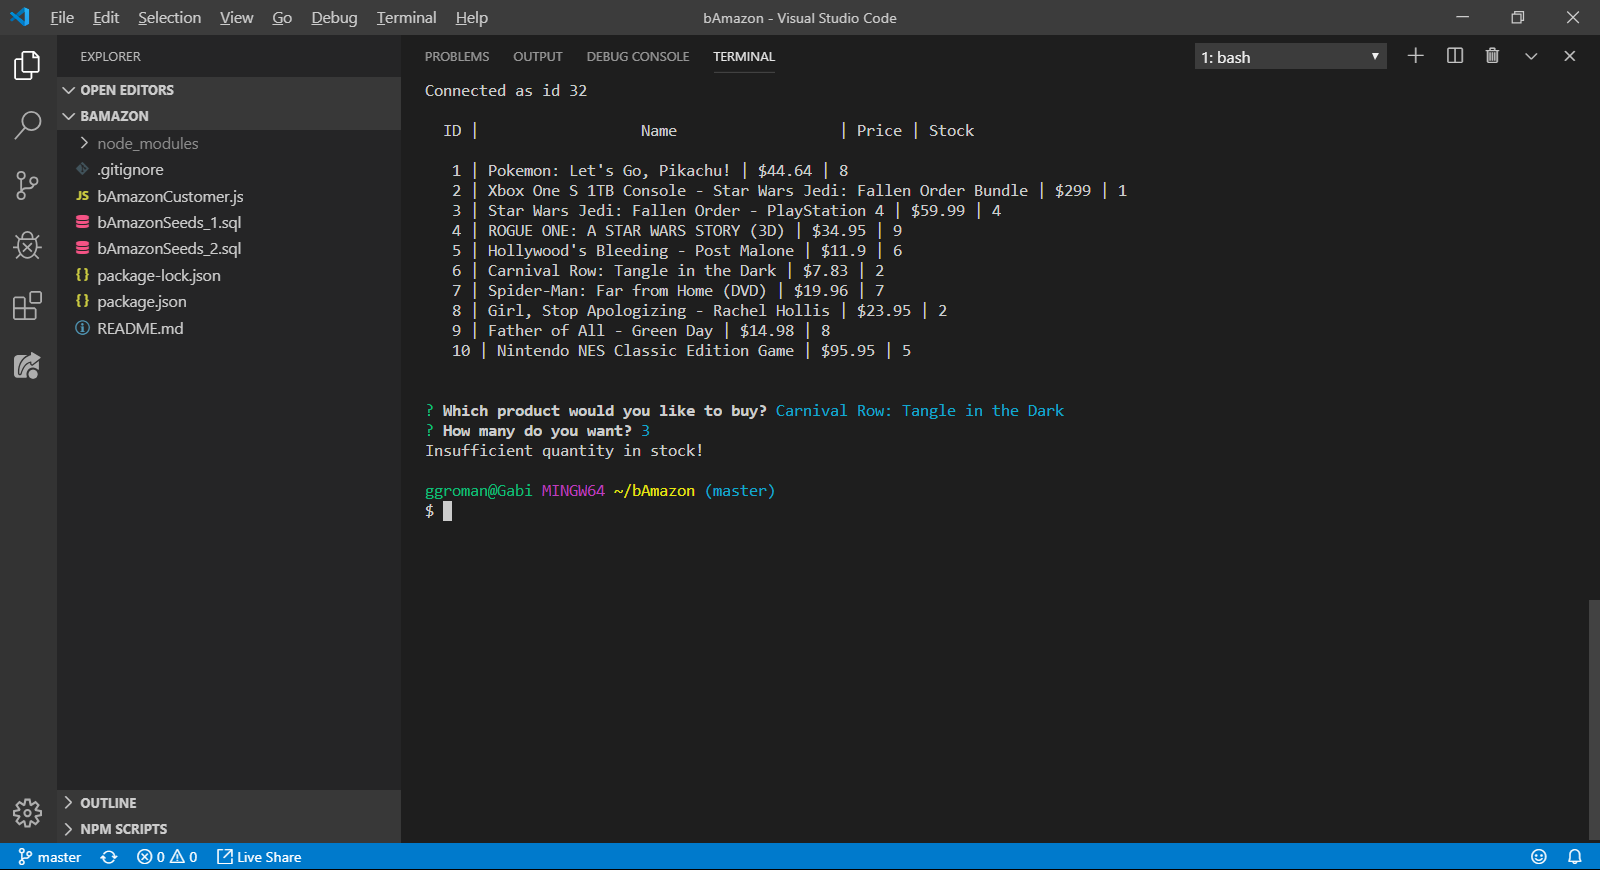 File Edit Selection View Go Debug Terminal Help
bAmazon - Visual Studio Code
EXPLORER
OPEN EDITORS
BAMAZON
node_modules
.gitignore
JS bAmazonCustomer.js
bAmazonSeeds_1.sql
bAmazonSeeds_2.sql
{} package-lock.json
{} package.json
README.md
OUTLINE
NPM SCRIPTS
PROBLEMS OUTPUT DEBUG CONSOLE TERMINAL
1: bash
Connected as id 32
ID | Name | Price | Stock
1 | Pokemon: Let's Go, Pikachu! | $44.64 | 8
2 | Xbox One S 1TB Console - Star Wars Jedi: Fallen Order Bundle | $299 | 1
3 | Star Wars Jedi: Fallen Order - PlayStation 4 | $59.99 | 4
4 | ROGUE ONE: A STAR WARS STORY (3D) | $34.95 | 9
5 | Hollywood's Bleeding - Post Malone | $11.9 | 6
6 | Carnival Row: Tangle in the Dark | $7.83 | 2
7 | Spider-Man: Far from Home (DVD) | $19.96 | 7
8 | Girl, Stop Apologizing - Rachel Hollis | $23.95 | 2
9 | Father of All - Green Day | $14.98 | 8
10 | Nintendo NES Classic Edition Game | $95.95 | 5
? Which product would you like to buy? Carnival Row: Tangle in the Dark
? How many do you want? 3
Insufficient quantity in stock!
ggroman@Gabi MINGW64 ~/bAmazon (master)
$
master 0 0 Live Share